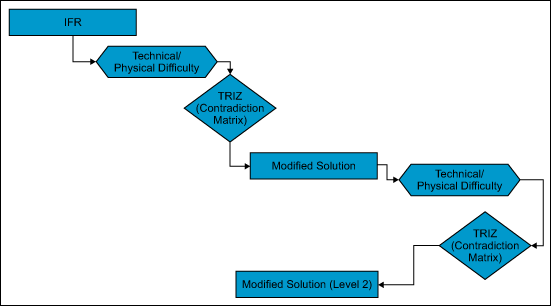 IFR
Technical/
Physical Difficulty
TRIZ
(Contradiction
Matrix)
Modified Solution
Technical/
Physical Difficulty
TRIZ
(Contradiction
Matrix)
Modified Solution (Level 2)